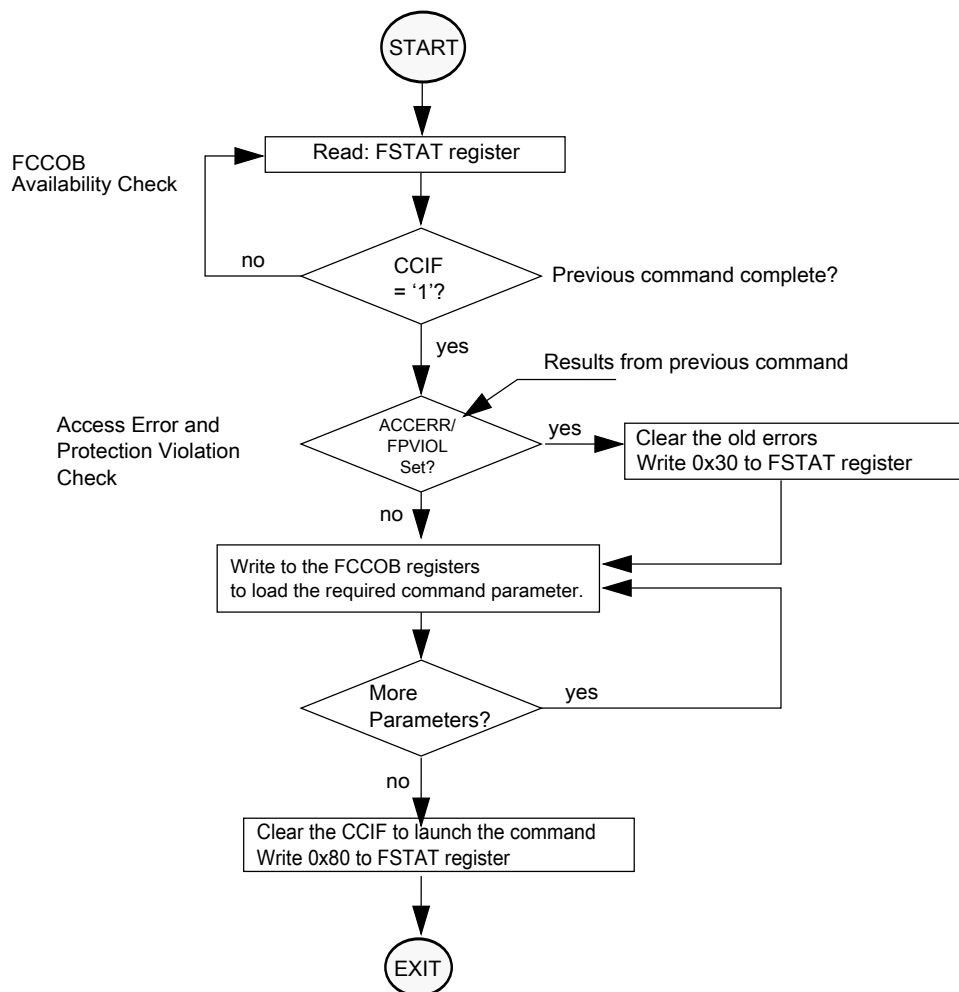 START
Read: FSTAT register
FCCOB
Availability Check
no
CCIF
= ‘1’?
Previous command complete?
yes
Results from previous command
Access Error and
Protection Violation
Check
ACCERR/
FPVIOL
Set?
yes
Clear the old errors
Write 0x30 to FSTAT register
no
Write to the FCCOB registers
to load the required command parameter.
More
Parameters?
yes
no
Clear the CCIF to launch the command
Write 0x80 to FSTAT register
EXIT